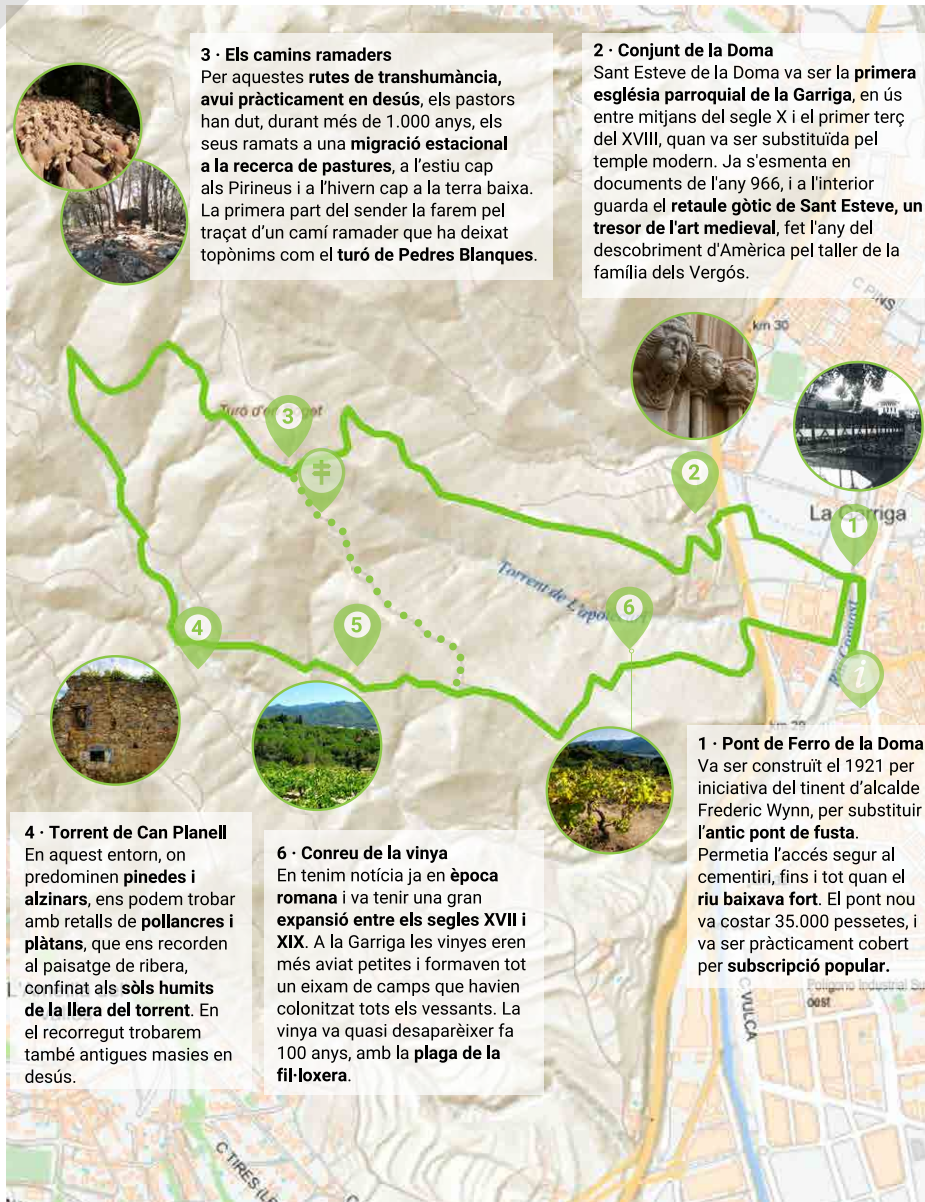 3 · Els camins ramaders
Per aquestes rutes de transhumància,
avui pràcticament en desús, els pastors
han dut, durant més de 1.000 anys, els
seus ramats a una migració estacional
a la recerca de pastures, a l'estiu cap
als Pirineus i a l'hivern cap a la terra baixa.
La primera part del sender la farem pel
traçat d'un camí ramader que ha deixat
topònims com el turó de Pedres Blanques.
2 · Conjunt de la Doma
Sant Esteve de la Doma va ser la primera
església parroquial de la Garriga, en ús
entre mitjans del segle X i el primer terç
del XVIII, quan va ser substituïda pel
temple modern. Ja s'esmenta en
documents de l'any 966, i a l'interior
guarda el retaule gòtic de Sant Esteve, un
tresor de l'art medieval, fet l'any del
descobriment d'Amèrica pel taller de la
família dels Vergós.
C PINS
km 30
Turó
3
2
La Garriga
1
Torrent de
6
5
4
i
km 29
1 · Pont de Ferro de la Doma
Va ser construït el 1921 per
iniciativa del tinent d'alcalde
Frederic Wynn, per substituir
l'antic pont de fusta.
Permetia l'accés segur al
cementiri, fins i tot quan el
riu baixava fort. El pont nou
va costar 35.000 pessetes, i
va ser pràcticament cobert
per subscripció popular.
4 · Torrent de Can Planell
En aquest entorn, on
predominen pinedes i
alzinars, ens podem trobar
amb retalls de pollancres i
plàtans, que ens recorden
al paisatge de ribera,
confinat als sòls humits
de la llera del torrent. En
el recorregut trobarem
també antigues masies en
desús.
6 · Conreu de la vinya
En tenim notícia ja en època
romana i va tenir una gran
expansió entre els segles XVII i
XIX. A la Garriga les vinyes eren
més aviat petites i formaven tot
un eixam de camps que havien
colonitzat tots els vessants. La
vinya va quasi desaparèixer fa
100 anys, amb la plaga de la
fil·loxera.
Polígono Industrial Su
oest
C VULCA
C TIRES